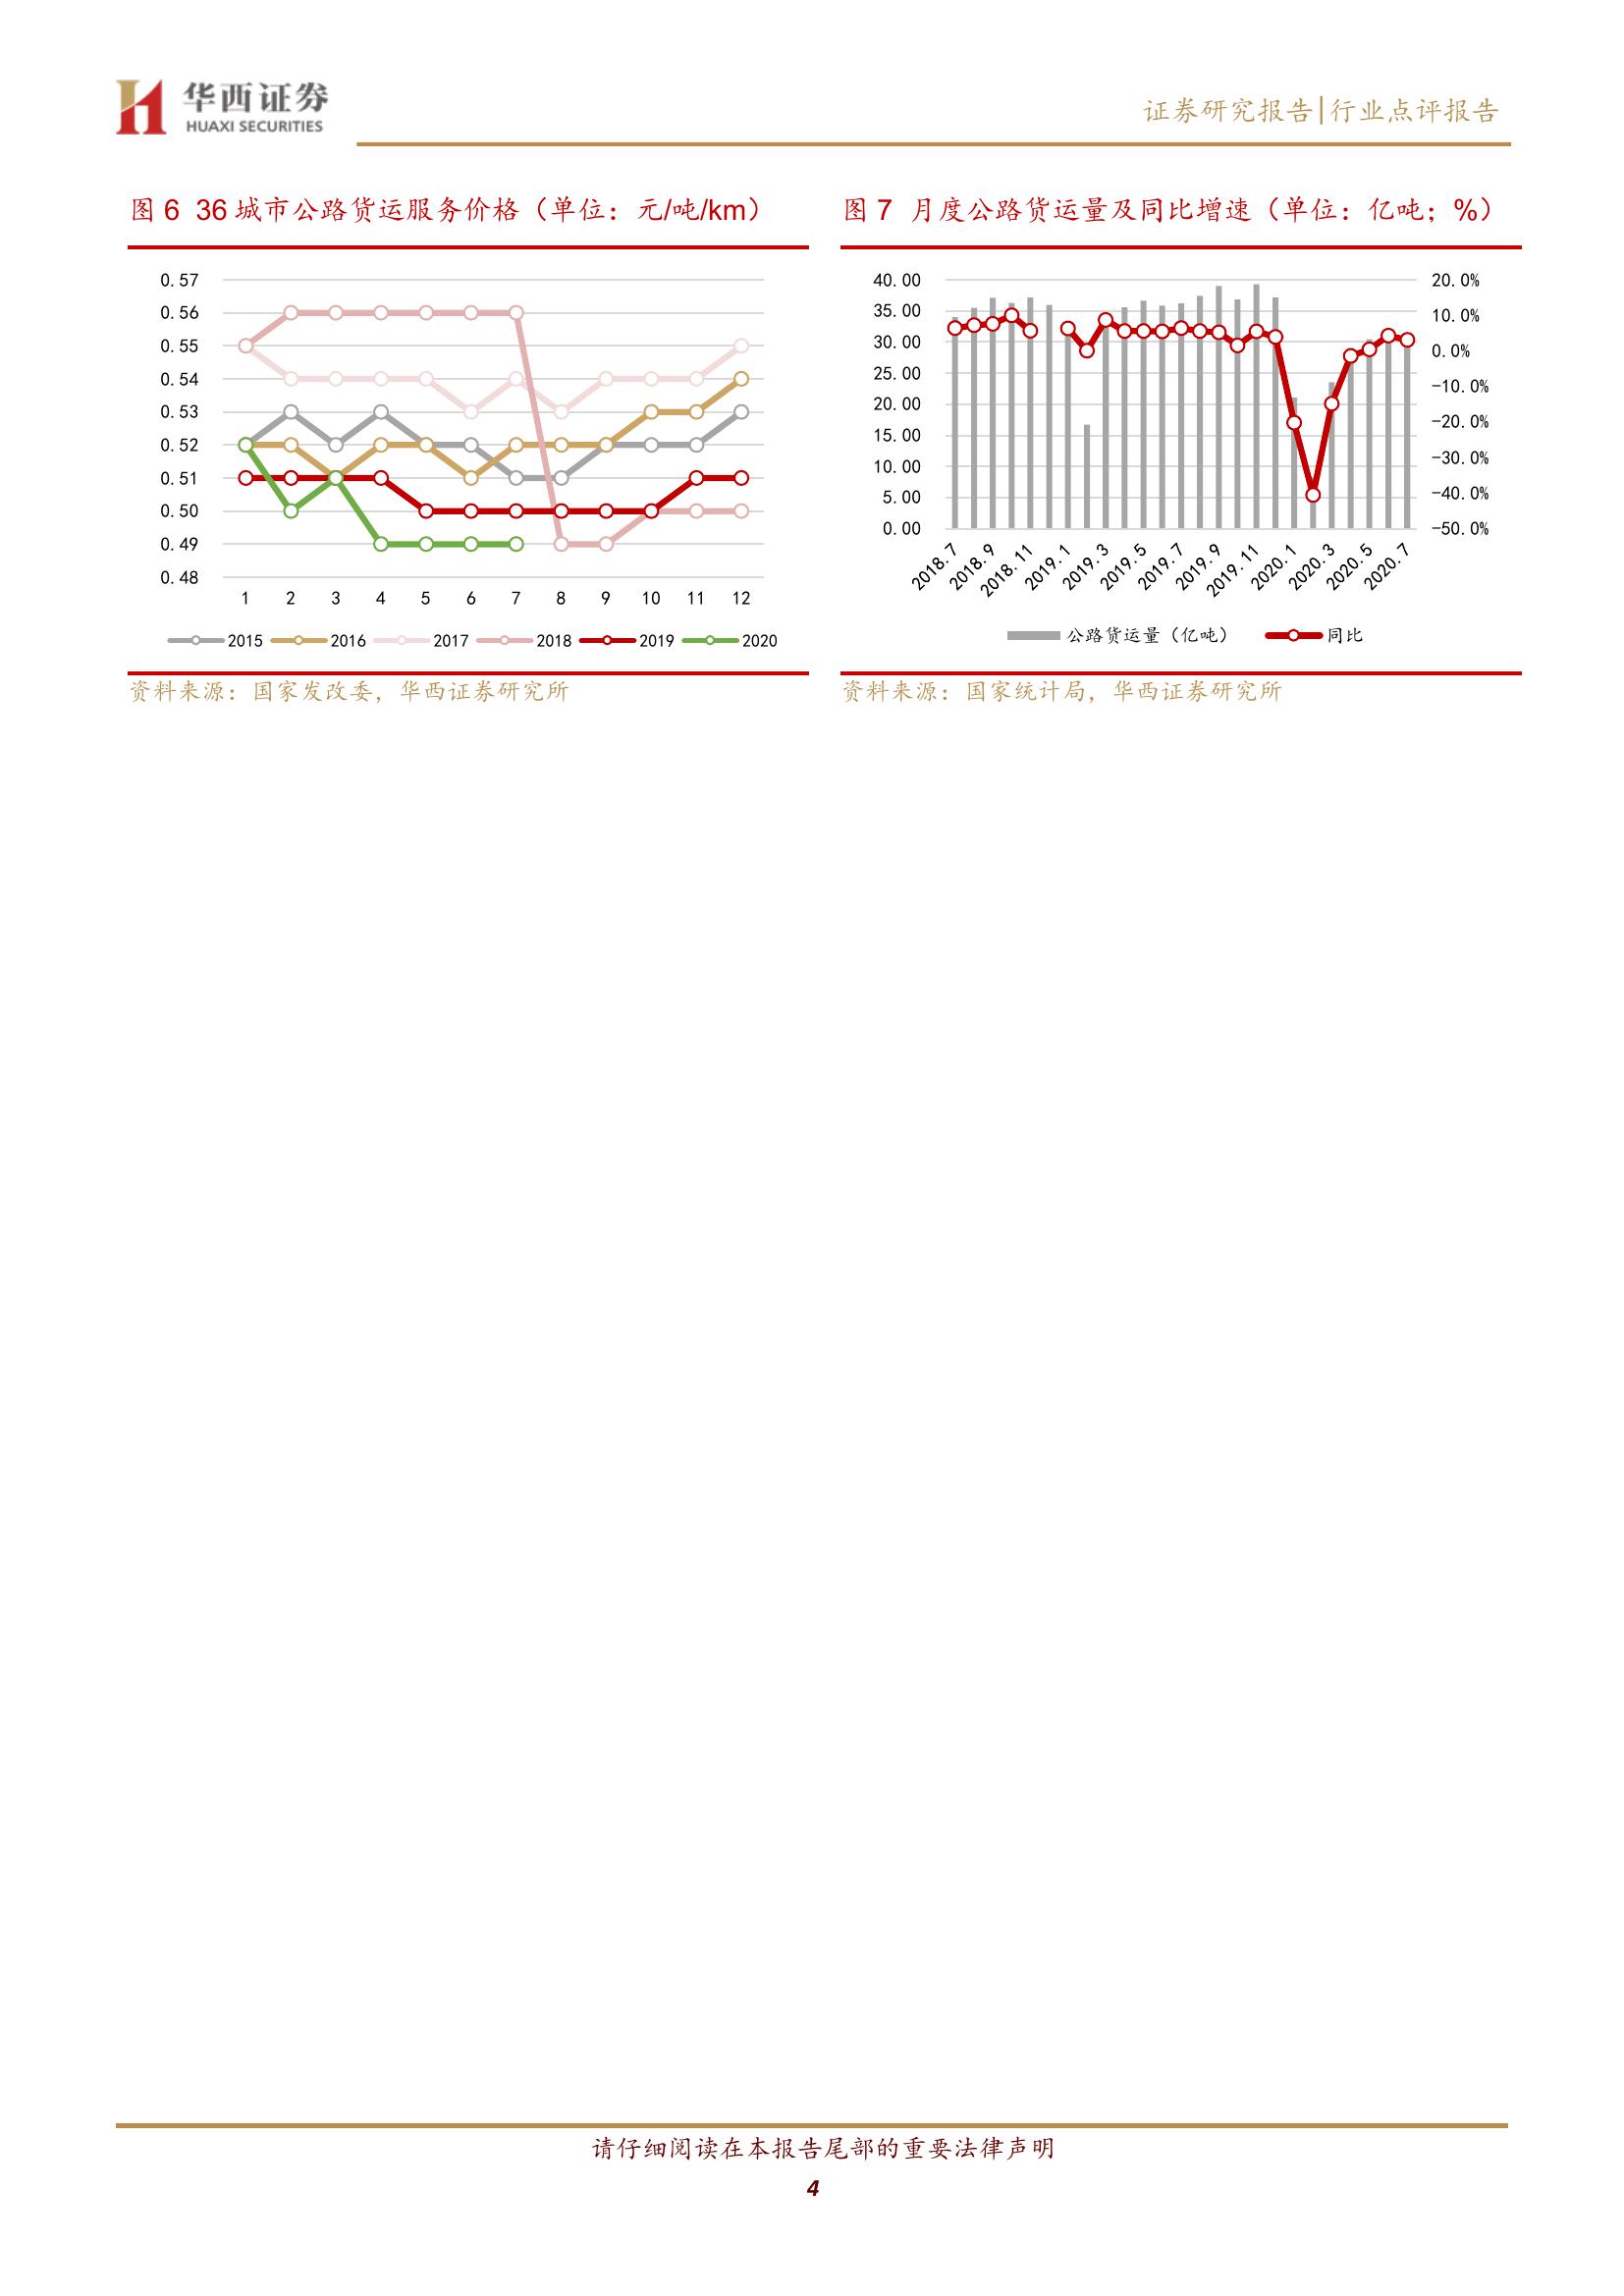 华西证券
HUAXI SECURITIES
证券研究报告|行业点评报告
图 6 36 城市公路货运服务价格（单位：元/吨/km）
0.57
0.56
0.55
0.54
0.53
0.52
0.51
0.50
0.49
0.48
1 2 3 4 5 6 7 8 9 10 11 12
2015 2016 2017 2018 2019 2020
资料来源：国家发改委，华西证券研究所
图 7 月度公路货运量及同比增速（单位：亿吨；%）
40.00
35.00
30.00
25.00
20.00
15.00
10.00
5.00
0.00
20.0%
10.0%
0.0%
-10.0%
-20.0%
-30.0%
-40.0%
-50.0%
2018.7 2018.9 2018.11 2019.1 2019.3 2019.5 2019.7 2019.9 2019.11 2020.1 2020.3 2020.5 2020.7
公路货运量（亿吨） 同比
资料来源：国家统计局，华西证券研究所
请仔细阅读在本报告尾部的重要法律声明
4